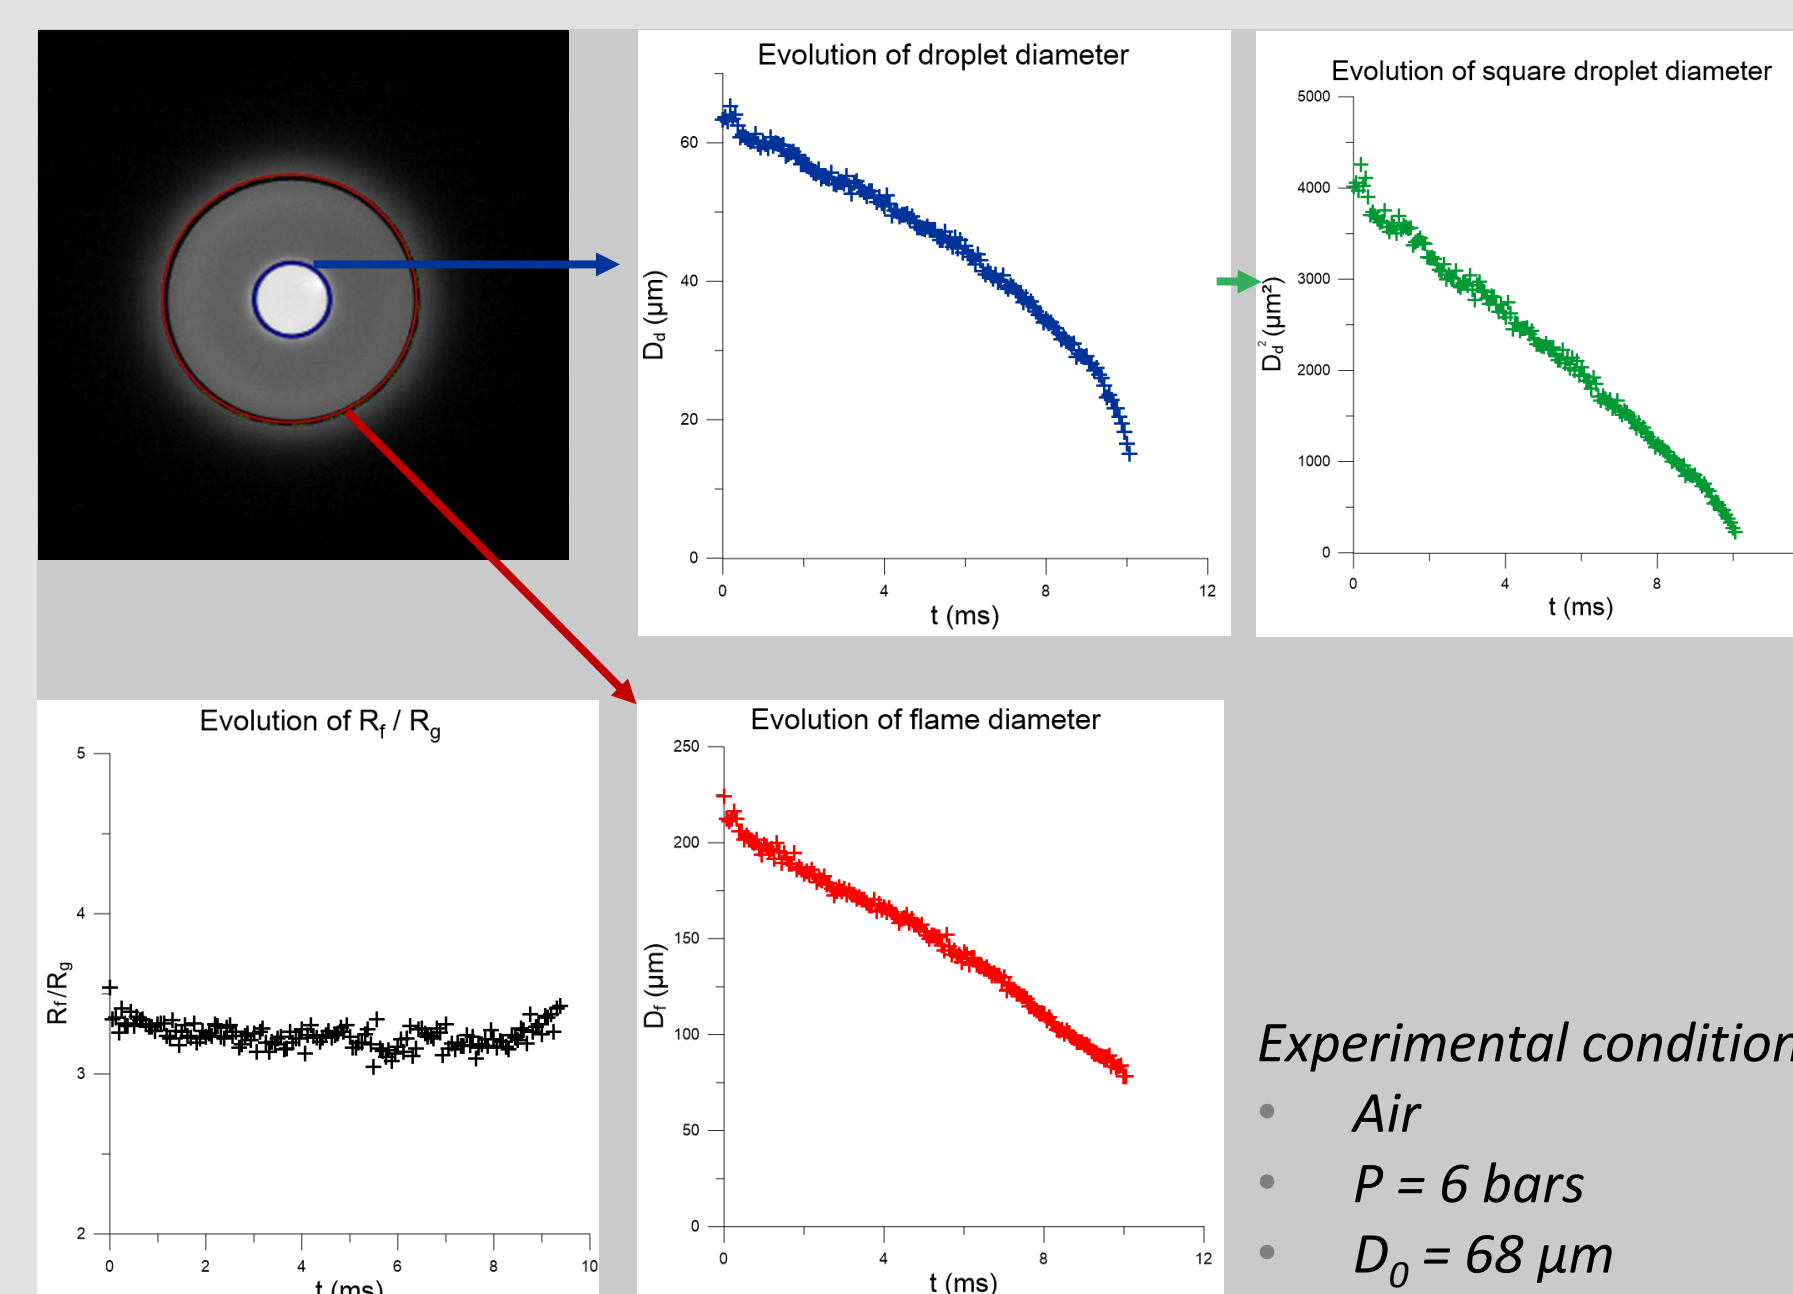 Evolution of droplet diameter
60
40
20
0
0 4 8 12
Dd (µm)
t (ms)
Evolution of square droplet diameter
5000
4000
3000
2000
1000
0
0 4 8
Dd² (µm²)
t (ms)
Evolution of Rf / Rg
5
4
3
2
0 2 4 6 8 10
Rf/Rg
t (ms)
Evolution of flame diameter
250
200
150
100
50
0
0 4 8 12
Df (µm)
t (ms)
Experimental condition
• Air
• P = 6 bars
• D0 = 68 µm